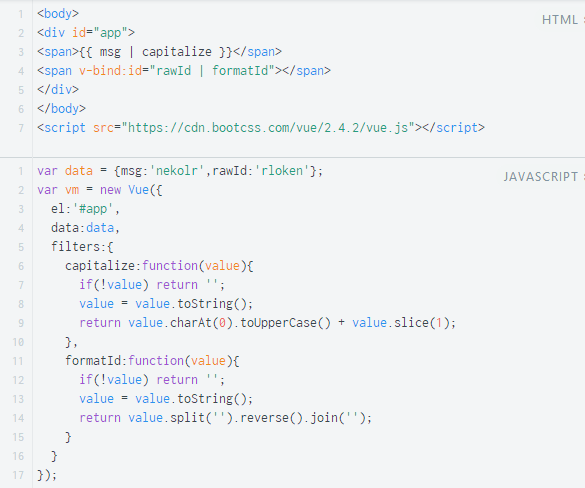 HTML
1 <body>
2 <div id="app">
3 <span>{{ msg | capitalize }}</span>
4 <span v-bind:id="rawId | formatId"></span>
5 </div>
6 </body>
7 <script src="https://cdn.bootcss.com/vue/2.4.2/vue.js"></script>
JAVASCRIPT
1 var data = {msg:'nekolr',rawId:'rloken'};
2 var vm = new Vue({
3   el:'#app',
4   data:data,
5   filters:{
6     capitalize:function(value){
7       if(!value) return '';
8       value = value.toString();
9       return value.charAt(0).toUpperCase() + value.slice(1);
10     },
11     formatId:function(value){
12       if(!value) return '';
13       value = value.toString();
14       return value.split('').reverse().join('');
15     }
16   }
17 });